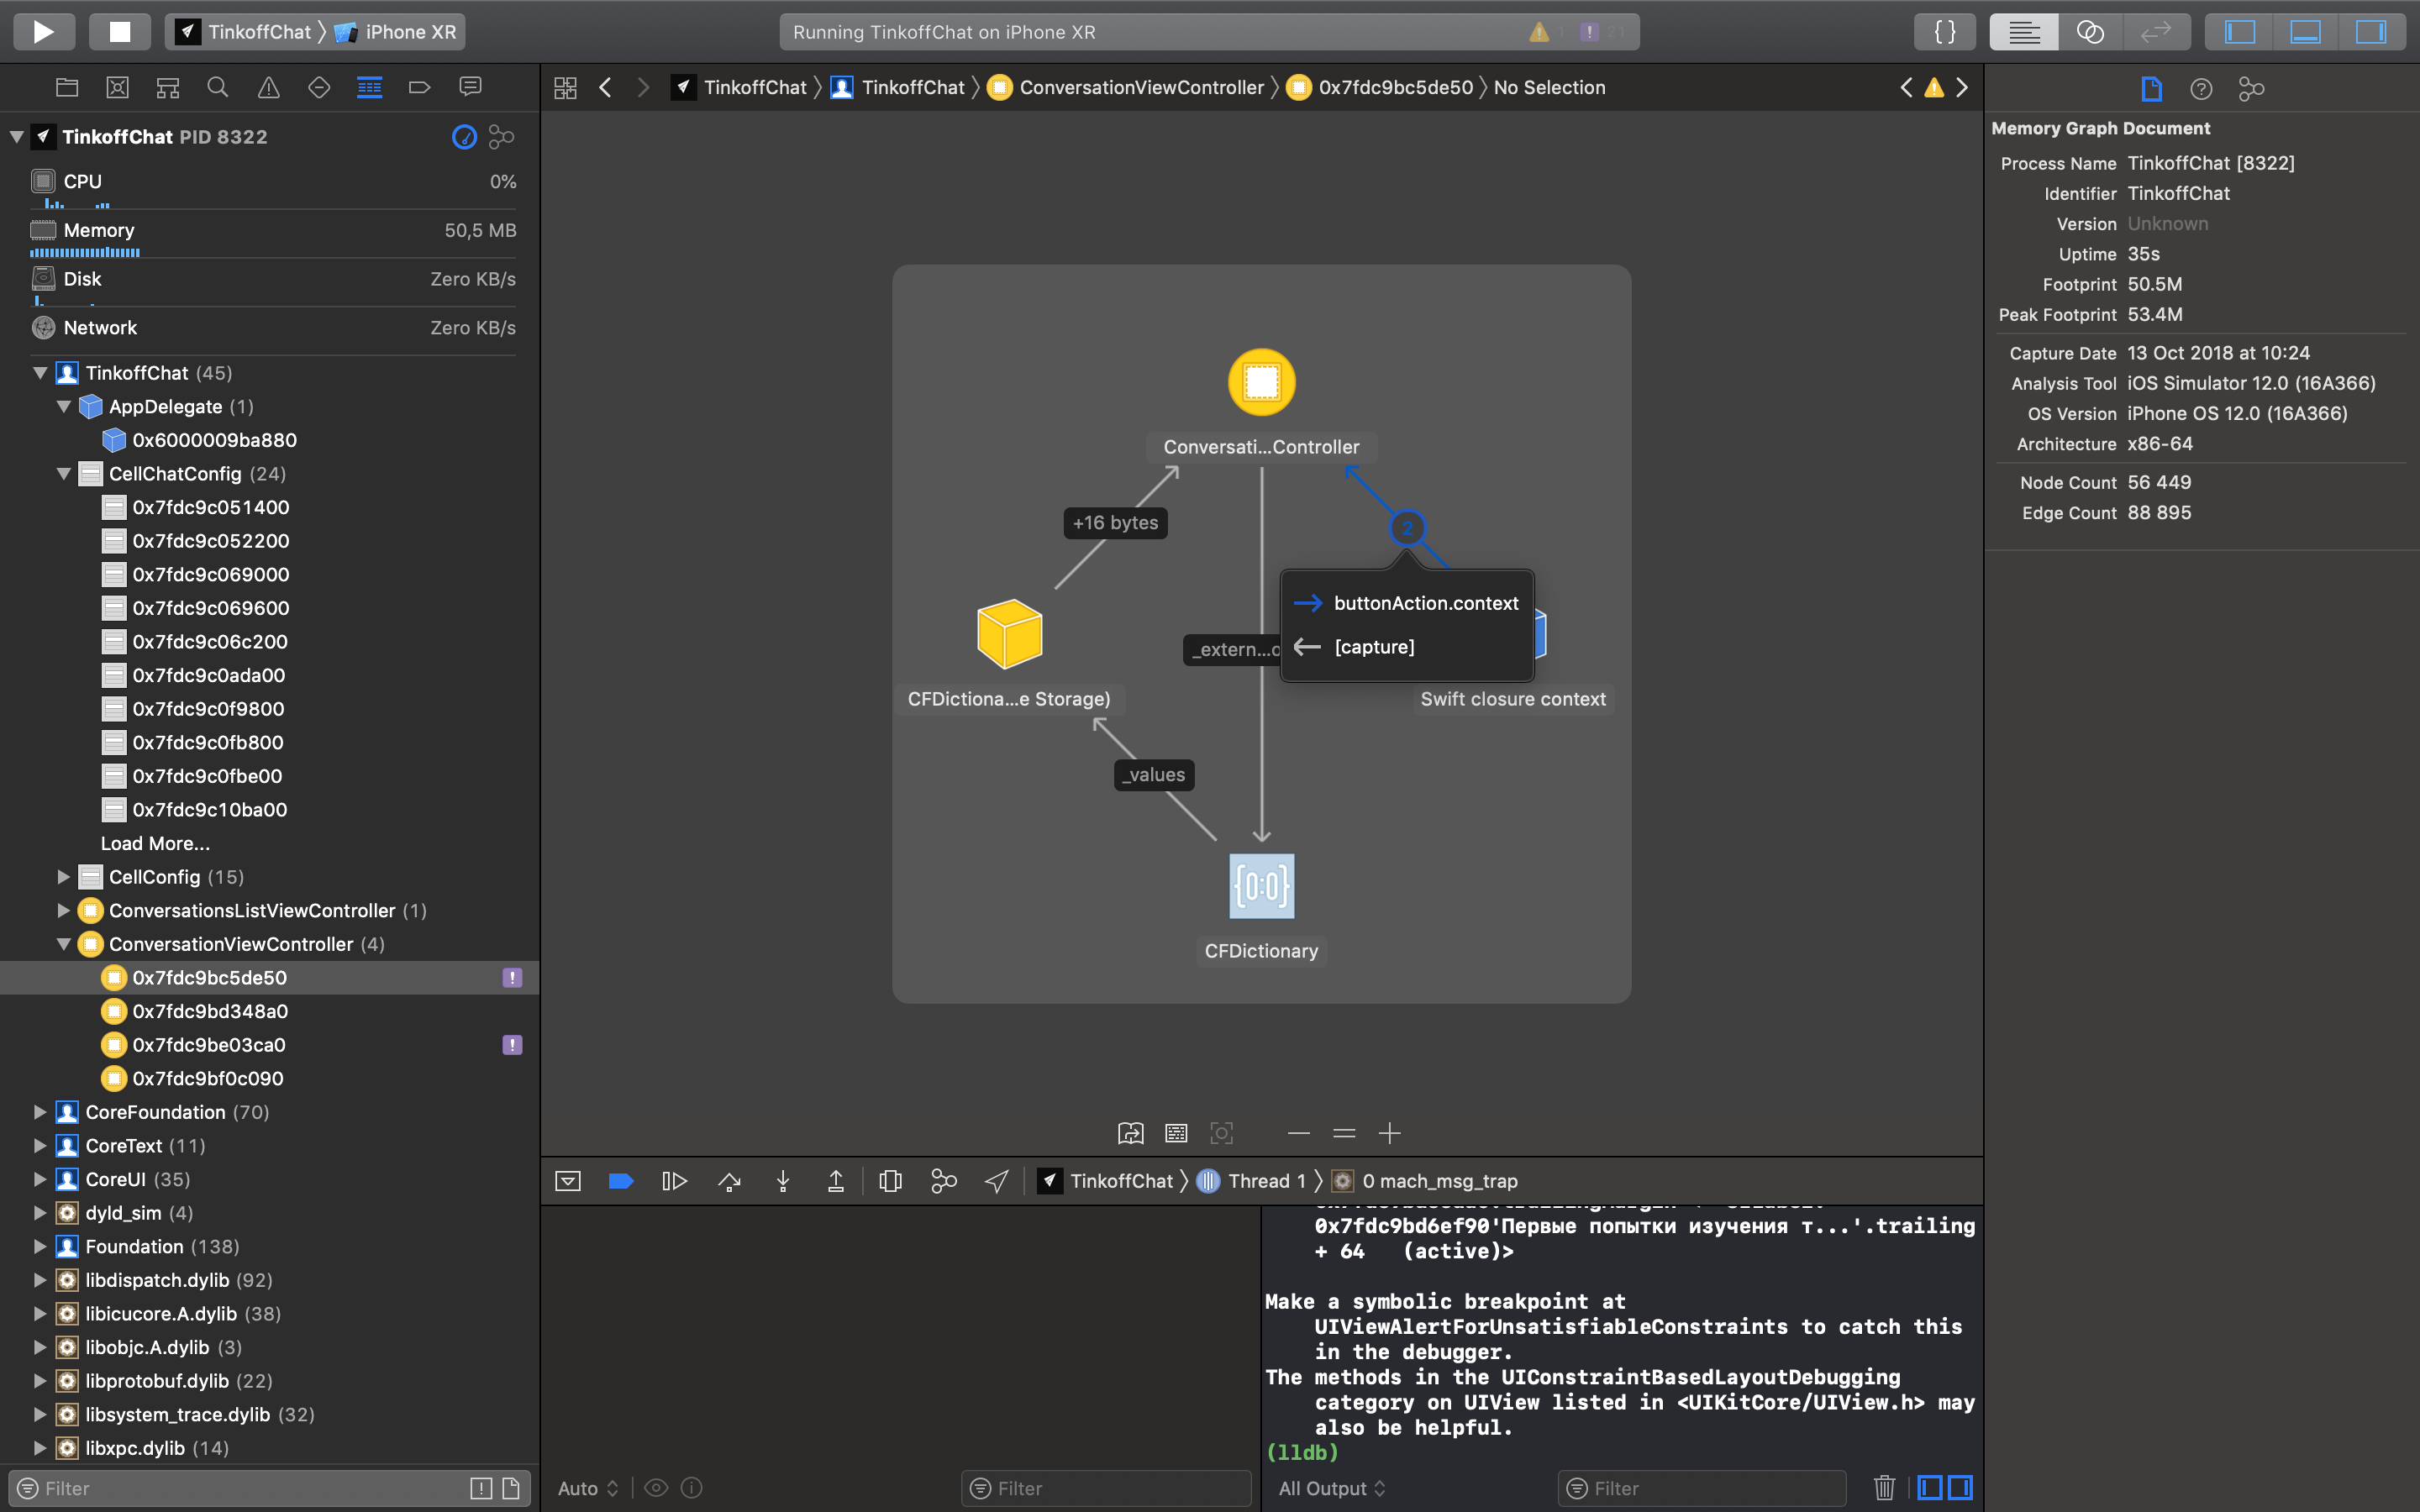 TinkoffChat
iPhone XR
Running TinkoffChat on iPhone XR
1
21
TinkoffChat
TinkoffChat
ConversationViewController
0x7fdc9bc5de50
No Selection
TinkoffChat PID 8322
CPU 0%
Memory 50,5 MB
Disk Zero KB/s
Network Zero KB/s
TinkoffChat (45)
AppDelegate (1)
0x6000009ba880
CellChatConfig (24)
0x7fdc9c051400
0x7fdc9c052200
0x7fdc9c069000
0x7fdc9c069600
0x7fdc9c06c200
0x7fdc9c0ada00
0x7fdc9c0f9800
0x7fdc9c0fb800
0x7fdc9c0fbe00
0x7fdc9c10ba00
Load More...
CellConfig (15)
ConversationsListViewController (1)
ConversationViewController (4)
0x7fdc9bc5de50
0x7fdc9bd348a0
0x7fdc9be03ca0
0x7fdc9bf0c090
CoreFoundation (70)
CoreText (11)
CoreUI (35)
dyld_sim (4)
Foundation (138)
libdispatch.dylib (92)
libicucore.A.dylib (38)
libobjc.A.dylib (3)
libprotobuf.dylib (22)
libsystem_trace.dylib (32)
libxpc.dylib (14)
Filter
Conversati...Controller
+16 bytes
2
buttonAction.context
[capture]
_extern...
CFDictiona...e Storage)
Swift closure context
_values
{0:0}
CFDictionary
TinkoffChat
Thread 1
0 mach_msg_trap
0x7fdc9bd6ef90'Первые попытки изучения т...'.trailing
+ 64 (active)>
Make a symbolic breakpoint at
UIViewAlertForUnsatisfiableConstraints to catch this
in the debugger.
The methods in the UIConstraintBasedLayoutDebugging
category on UIView listed in <UIKitCore/UIView.h> may
also be helpful.
(lldb)
Auto
Filter
All Output
Filter
Memory Graph Document
Process Name TinkoffChat [8322]
Identifier TinkoffChat
Version Unknown
Uptime 35s
Footprint 50.5M
Peak Footprint 53.4M
Capture Date 13 Oct 2018 at 10:24
Analysis Tool iOS Simulator 12.0 (16A366)
OS Version iPhone OS 12.0 (16A366)
Architecture x86-64
Node Count 56 449
Edge Count 88 895